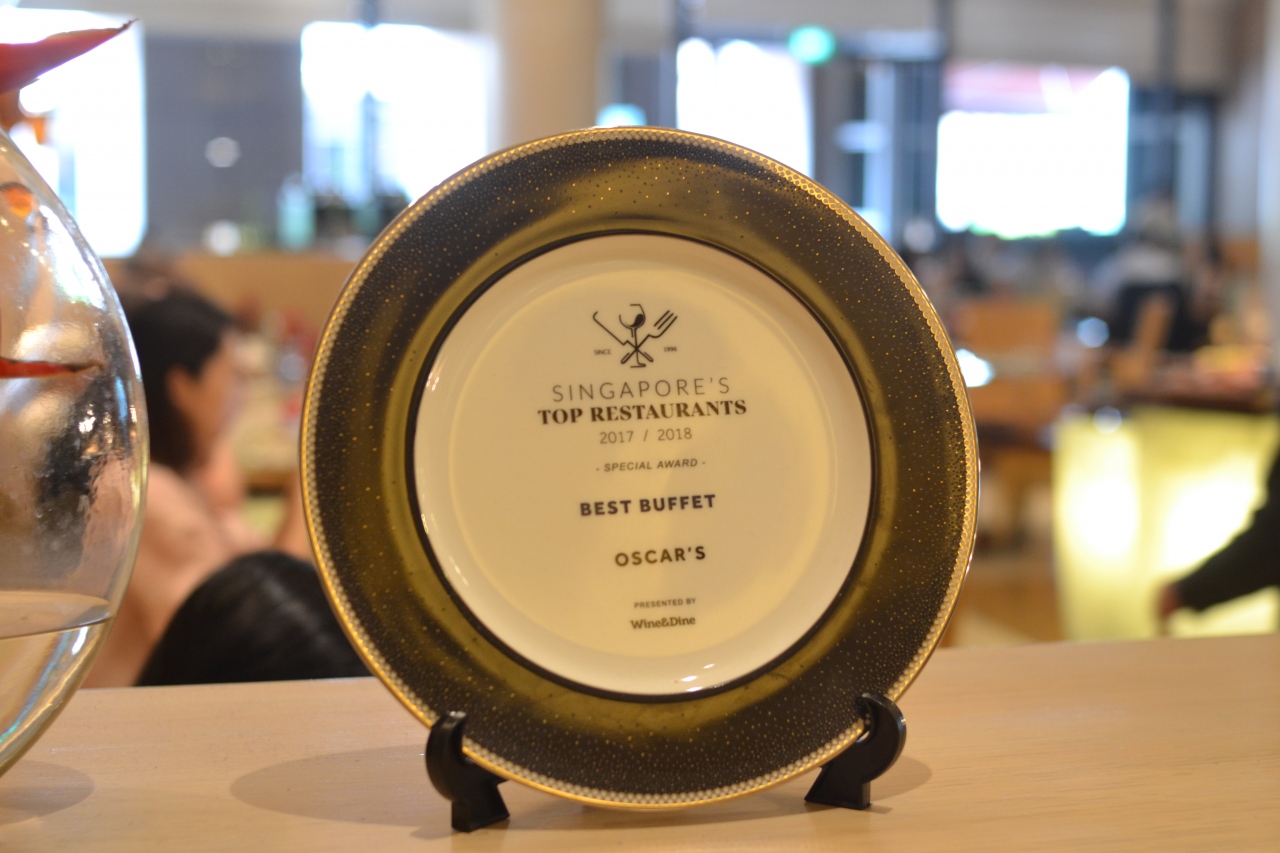 SINCE 1996
SINGAPORE'S
TOP RESTAURANTS
2017 / 2018
- SPECIAL AWARD -
BEST BUFFET
OSCAR'S
PRESENTED BY
Wine&Dine